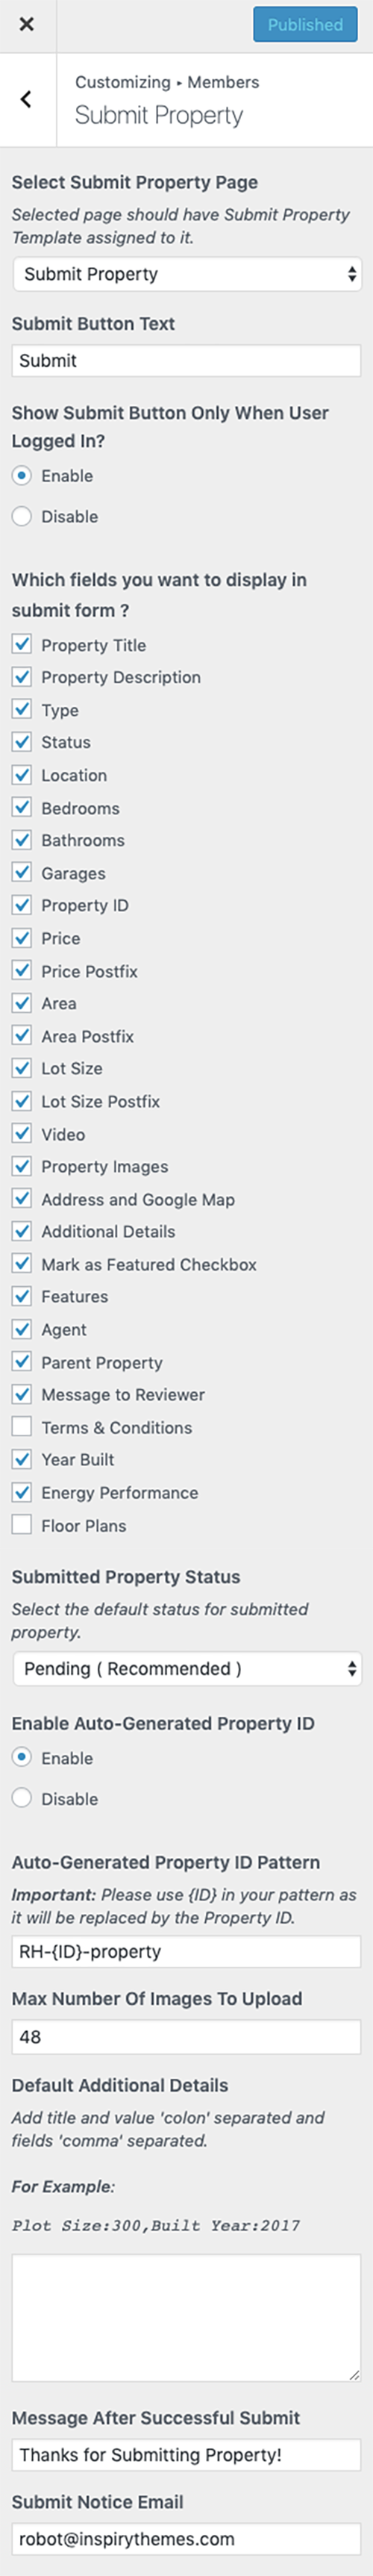 Published
Customizing ▸ Members
Submit Property
Select Submit Property Page
Selected page should have Submit Property
Template assigned to it.
Submit Property
Submit Button Text
Submit
Show Submit Button Only When User
Logged In?
Enable
Disable
Which fields you want to display in
submit form ?
Property Title
Property Description
Type
Status
Location
Bedrooms
Bathrooms
Garages
Property ID
Price
Price Postfix
Area
Area Postfix
Lot Size
Lot Size Postfix
Video
Property Images
Address and Google Map
Additional Details
Mark as Featured Checkbox
Features
Agent
Parent Property
Message to Reviewer
Terms & Conditions
Year Built
Energy Performance
Floor Plans
Submitted Property Status
Select the default status for submitted
property.
Pending ( Recommended )
Enable Auto-Generated Property ID
Enable
Disable
Auto-Generated Property ID Pattern
Important: Please use {ID} in your pattern as
it will be replaced by the Property ID.
RH-{ID}-property
Max Number Of Images To Upload
48
Default Additional Details
Add title and value 'colon' separated and
fields 'comma' separated.
For Example:
Plot Size:300,Built Year:2017
Message After Successful Submit
Thanks for Submitting Property!
Submit Notice Email
robot@inspirythemes.com